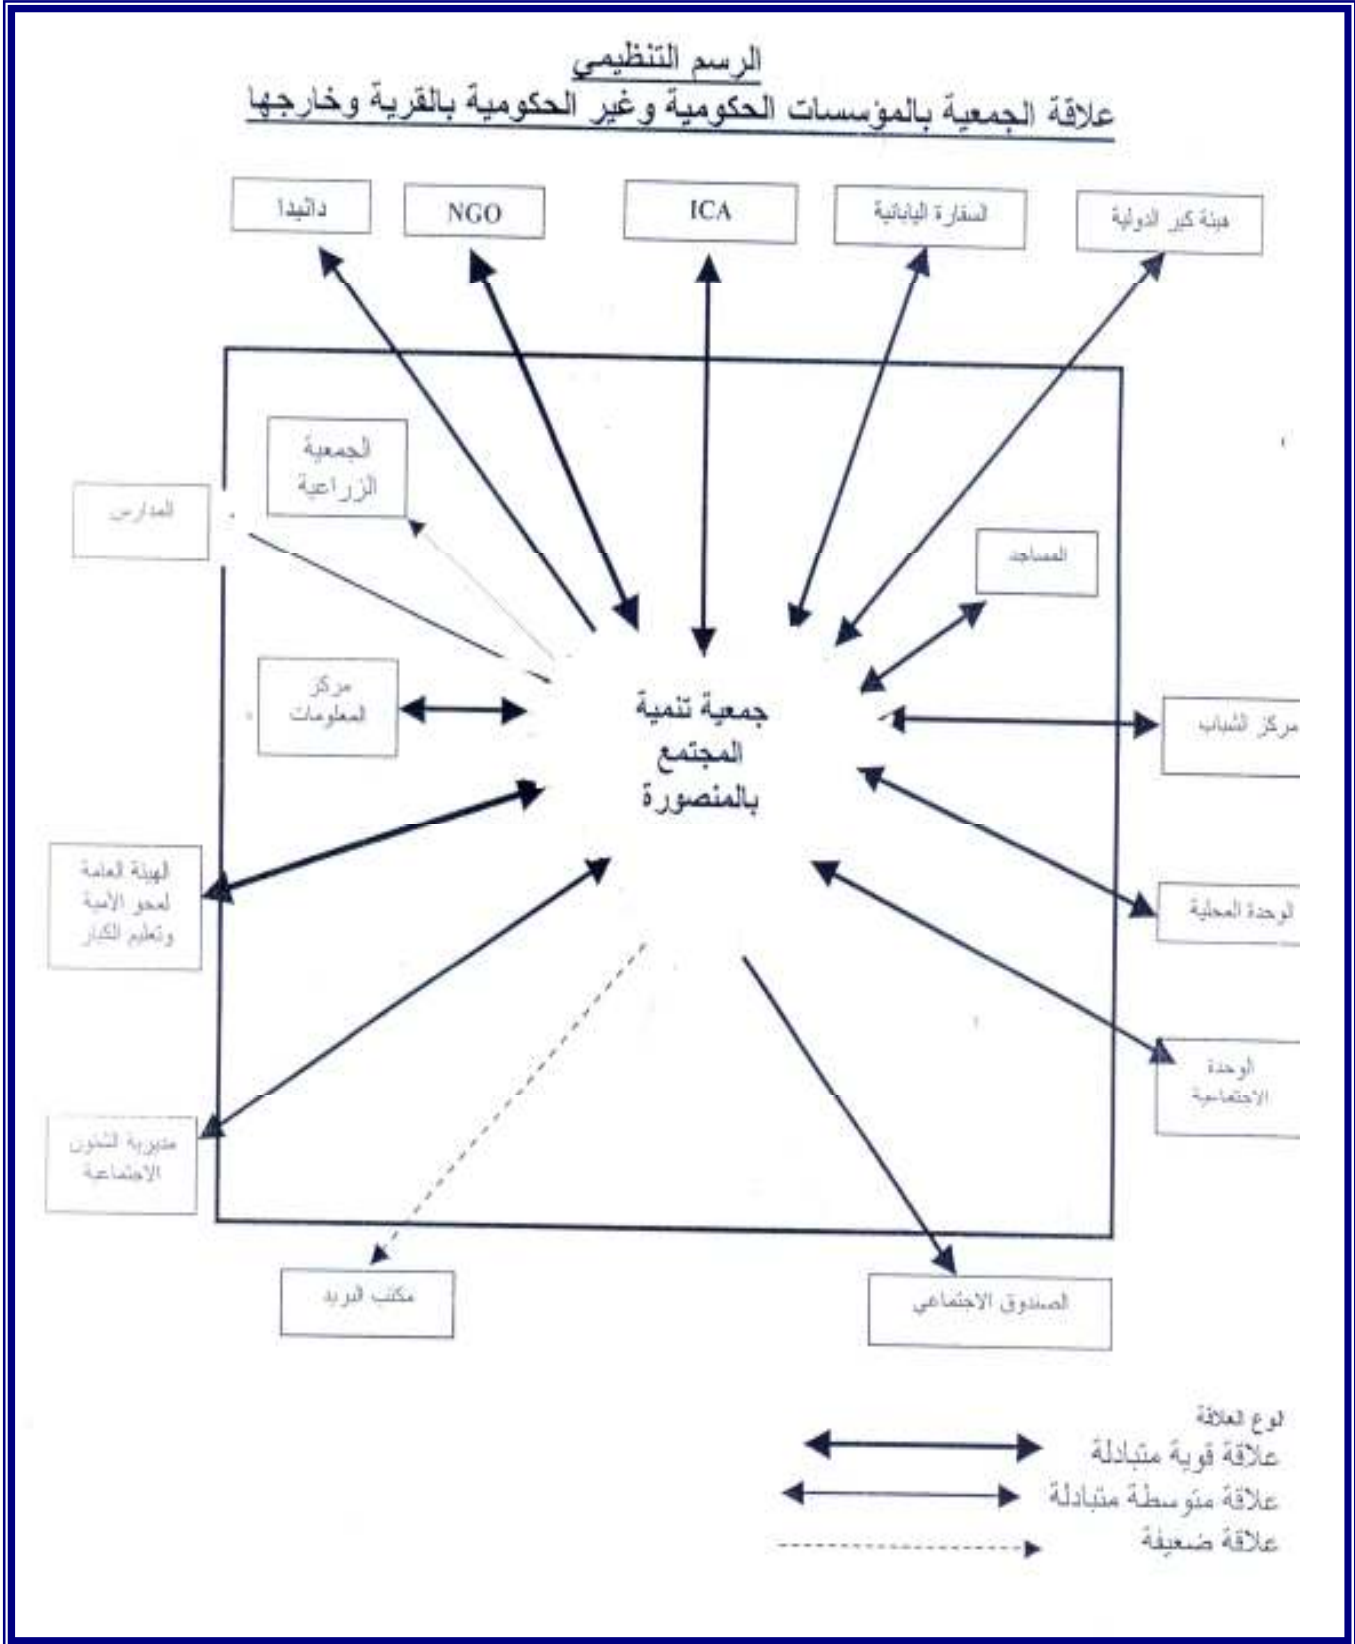 الرسم التنظيمي
علاقة الجمعية بالمؤسسات الحكومية وغير الحكومية بالقرية وخارجها
هيئة كير الدولية
السفارة اليابانية
ICA
NGO
دانيدا
الجمعية
الزراعية
المدارس
المساجد
مركز
المعلومات
جمعية تنمية
المجتمع
بالمنصورة
مركز الشباب
الهيئة العامة
لمحو الأمية
وتعليم الكبار
الوحدة المحلية
الوحدة
الاجتماعية
مديرية الشئون
الاجتماعية
مكتب البريد
الصندوق الاجتماعي
نوع العلاقة
علاقة قوية متبادلة
علاقة متوسطة متبادلة
علاقة ضعيفة